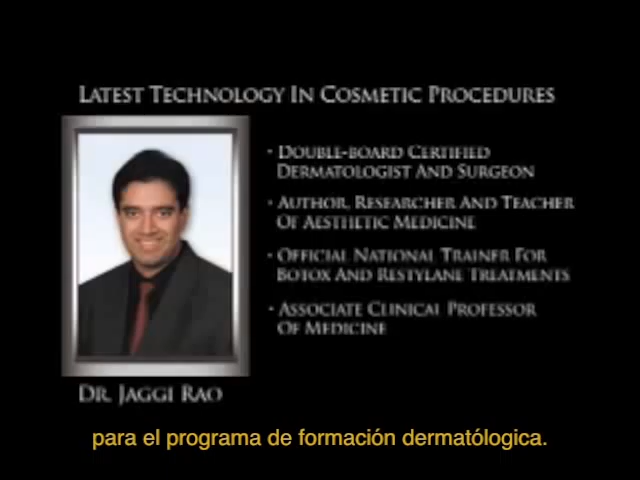 LATEST TECHNOLOGY IN COSMETIC PROCEDURES
• DOUBLE-BOARD CERTIFIED
DERMATOLOGIST AND SURGEON
• AUTHOR, RESEARCHER AND TEACHER
OF AESTHETIC MEDICINE
• OFFICIAL NATIONAL TRAINER FOR
BOTOX AND RESTYLANE TREATMENTS
• ASSOCIATE CLINICAL PROFESSOR
OF MEDICINE
DR. JAGGI RAO
para el programa de formación dermatólogica.